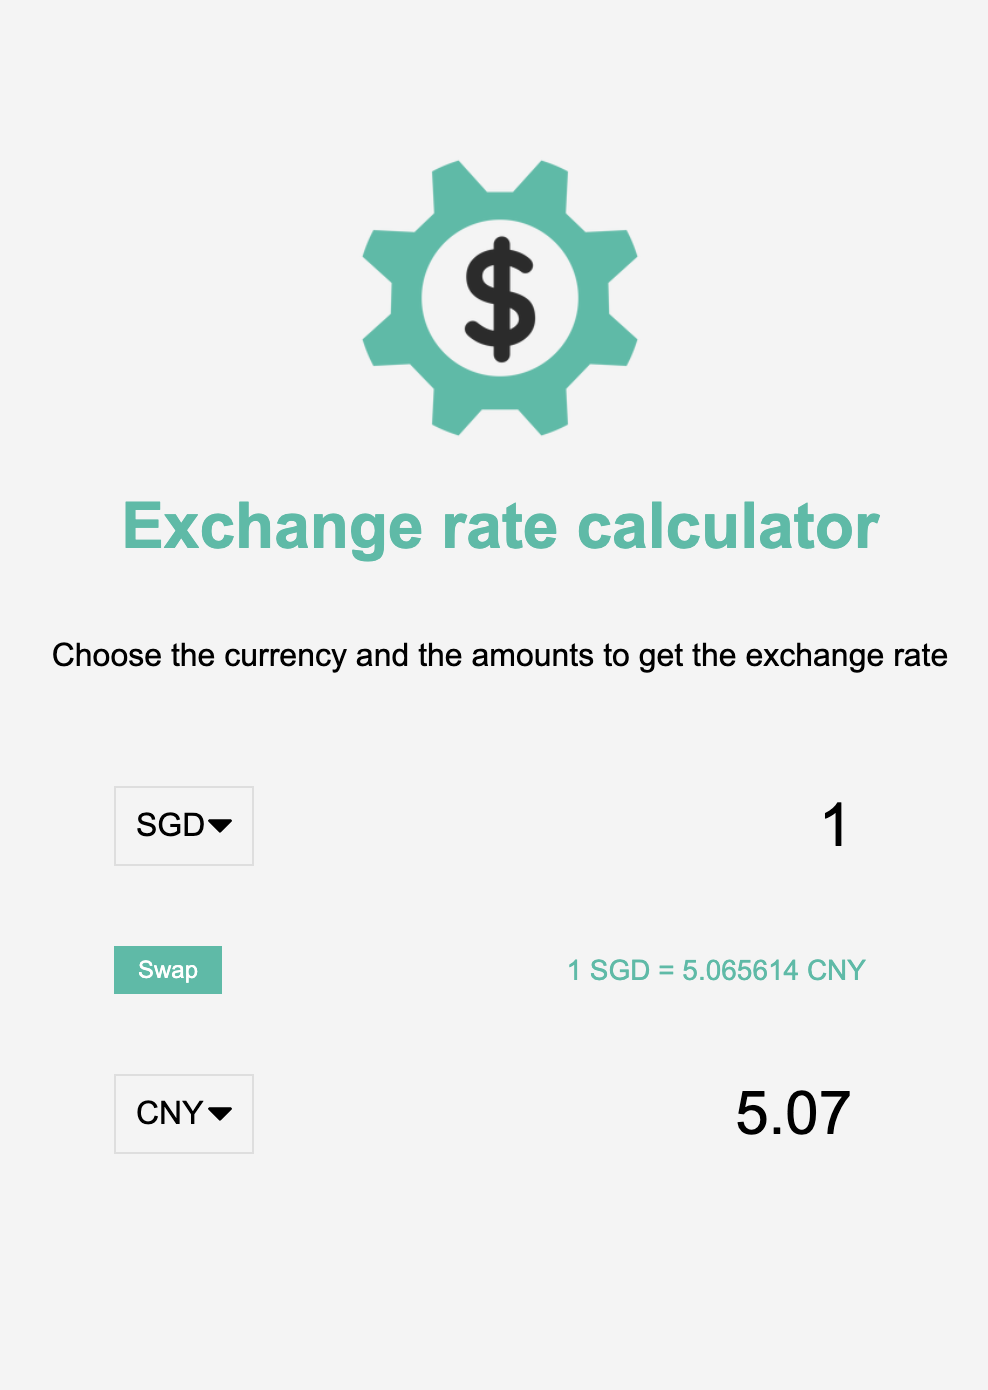 $
Exchange rate calculator
Choose the currency and the amounts to get the exchange rate
SGD 1
Swap 1 SGD = 5.065614 CNY
CNY 5.07